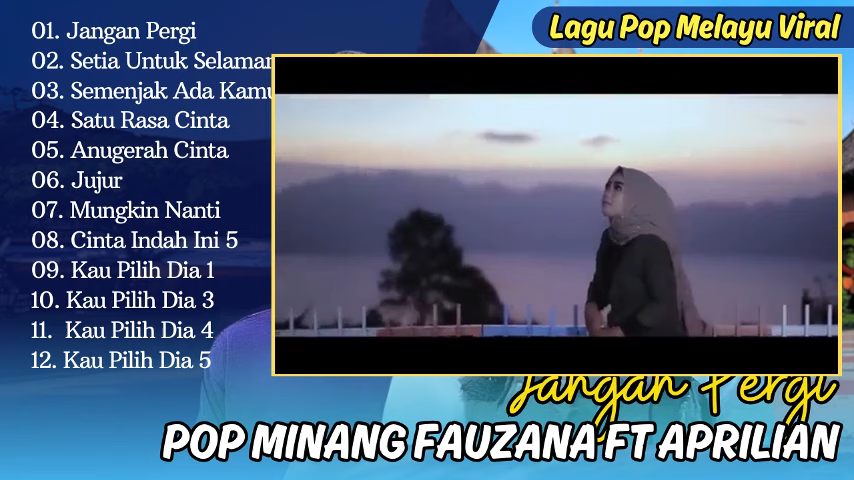 01. Jangan Pergi
02. Setia Untuk
03. Semenjak Ada Kamu
04. Satu Rasa Cinta
05. Anugerah Cinta
06. Jujur
07. Mungkin Nanti
08. Cinta Indah Ini 5
09. Kau Pilih Dia 1
10. Kau Pilih Dia 3
11. Kau Pilih Dia 4
12. Kau Pilih Dia 5
Lagu Pop Melayu Viral
Jangan Pergi
POP MINANG FAUZANA FT APRILIAN